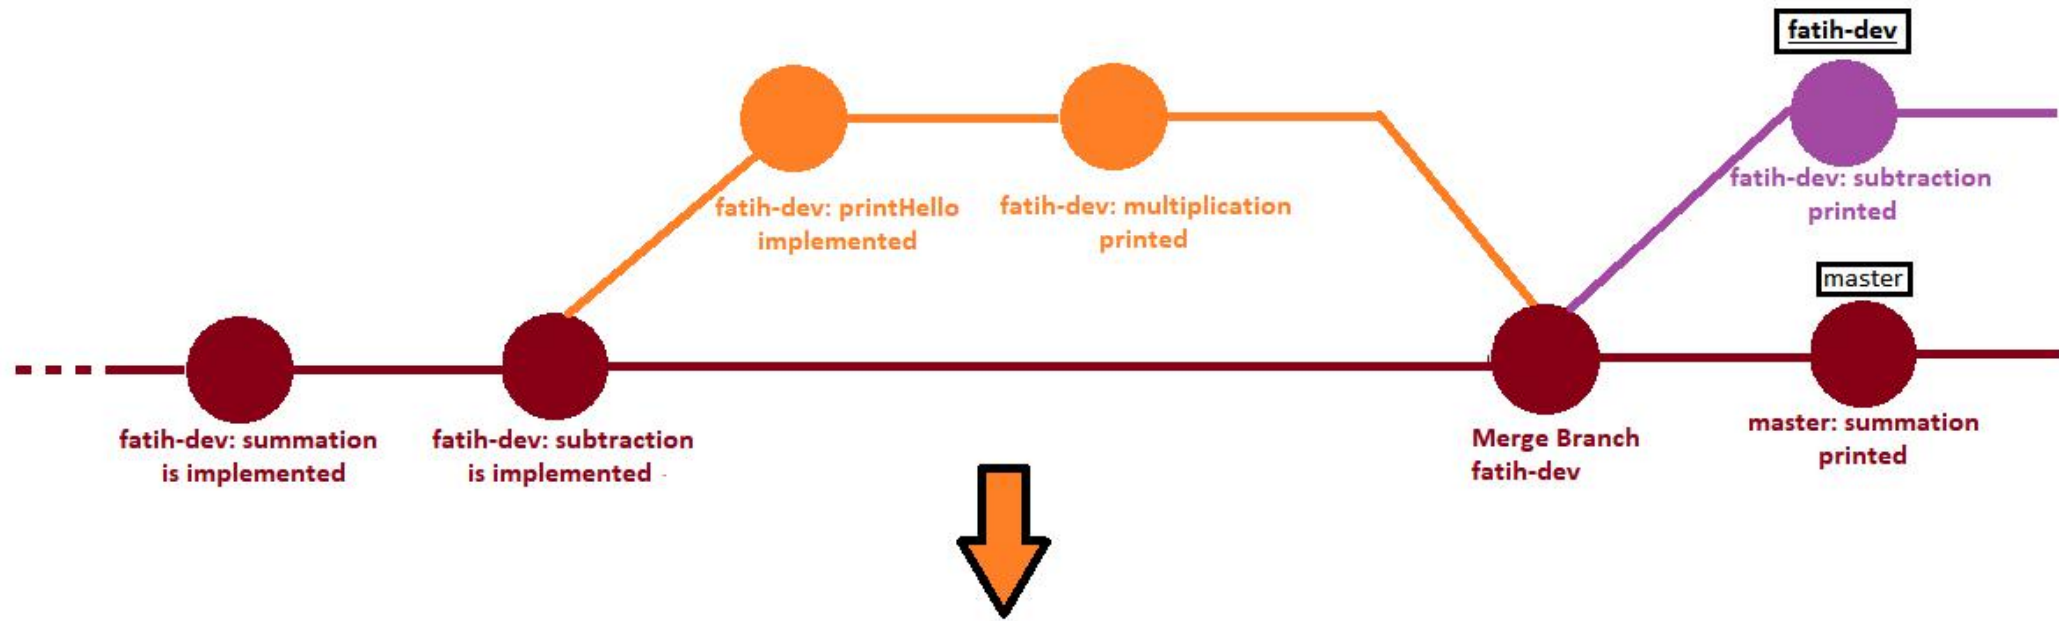 fatih-dev
fatih-dev: subtraction
printed
fatih-dev: printHello
implemented
fatih-dev: multiplication
printed
master
fatih-dev: summation
is implemented
fatih-dev: subtraction
is implemented
Merge Branch
fatih-dev
master: summation
printed